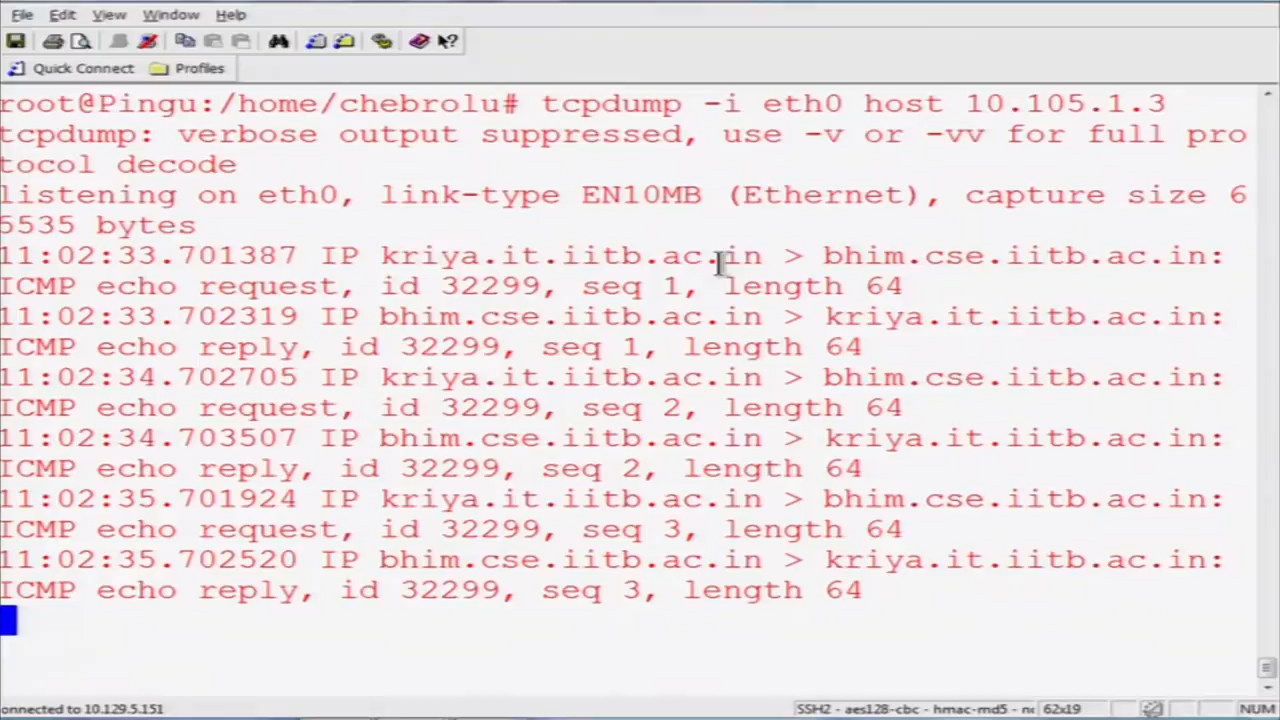 File Edit View Window Help
Quick Connect Profiles
root@Pingu:/home/chebrolu# tcpdump -i eth0 host 10.105.1.3
tcpdump: verbose output suppressed, use -v or -vv for full pro
tocol decode
listening on eth0, link-type EN10MB (Ethernet), capture size 6
5535 bytes
11:02:33.701387 IP kriya.it.iitb.ac.in > bhim.cse.iitb.ac.in:
ICMP echo request, id 32299, seq 1, length 64
11:02:33.702319 IP bhim.cse.iitb.ac.in > kriya.it.iitb.ac.in:
ICMP echo reply, id 32299, seq 1, length 64
11:02:34.702705 IP kriya.it.iitb.ac.in > bhim.cse.iitb.ac.in:
ICMP echo request, id 32299, seq 2, length 64
11:02:34.703507 IP bhim.cse.iitb.ac.in > kriya.it.iitb.ac.in:
ICMP echo reply, id 32299, seq 2, length 64
11:02:35.701924 IP kriya.it.iitb.ac.in > bhim.cse.iitb.ac.in:
ICMP echo request, id 32299, seq 3, length 64
11:02:35.702520 IP bhim.cse.iitb.ac.in > kriya.it.iitb.ac.in:
ICMP echo reply, id 32299, seq 3, length 64
onnected to 10.129.5.151 SSH2 - aes128-cbc - hmac-md5 - 62x19 NUM